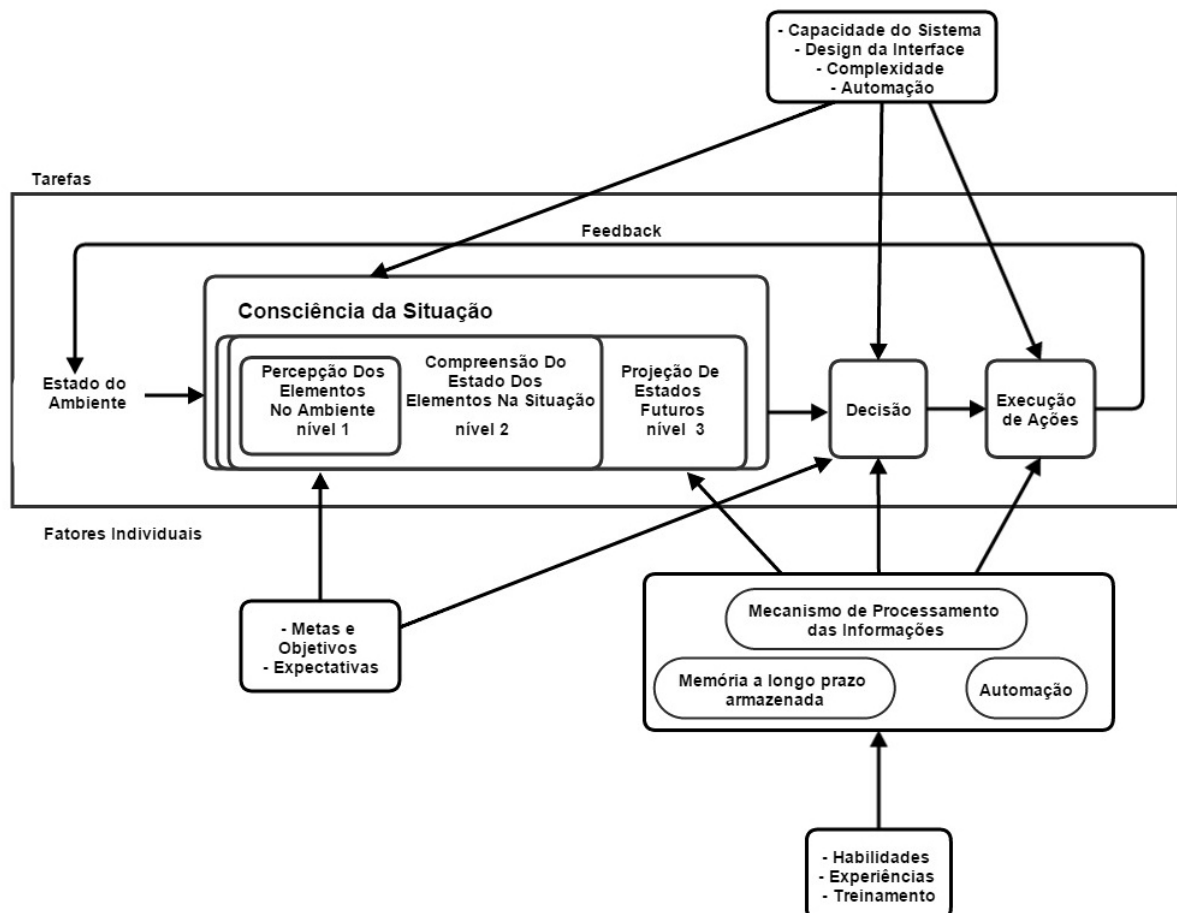 - Capacidade do Sistema
- Design da Interface
- Complexidade
- Automação
Tarefas
Feedback
Consciência da Situação
Estado do
Ambiente
Percepção Dos
Elementos
No Ambiente
nível 1
Compreensão Do
Estado Dos
Elementos Na Situação
nível 2
Projeção De
Estados
Futuros
nível 3
Decisão
Execução
de Ações
Fatores Individuais
- Metas e
Objetivos
- Expectativas
Mecanismo de Processamento
das Informações
Memória a longo prazo
armazenada
Automação
- Habilidades
- Experiências
- Treinamento